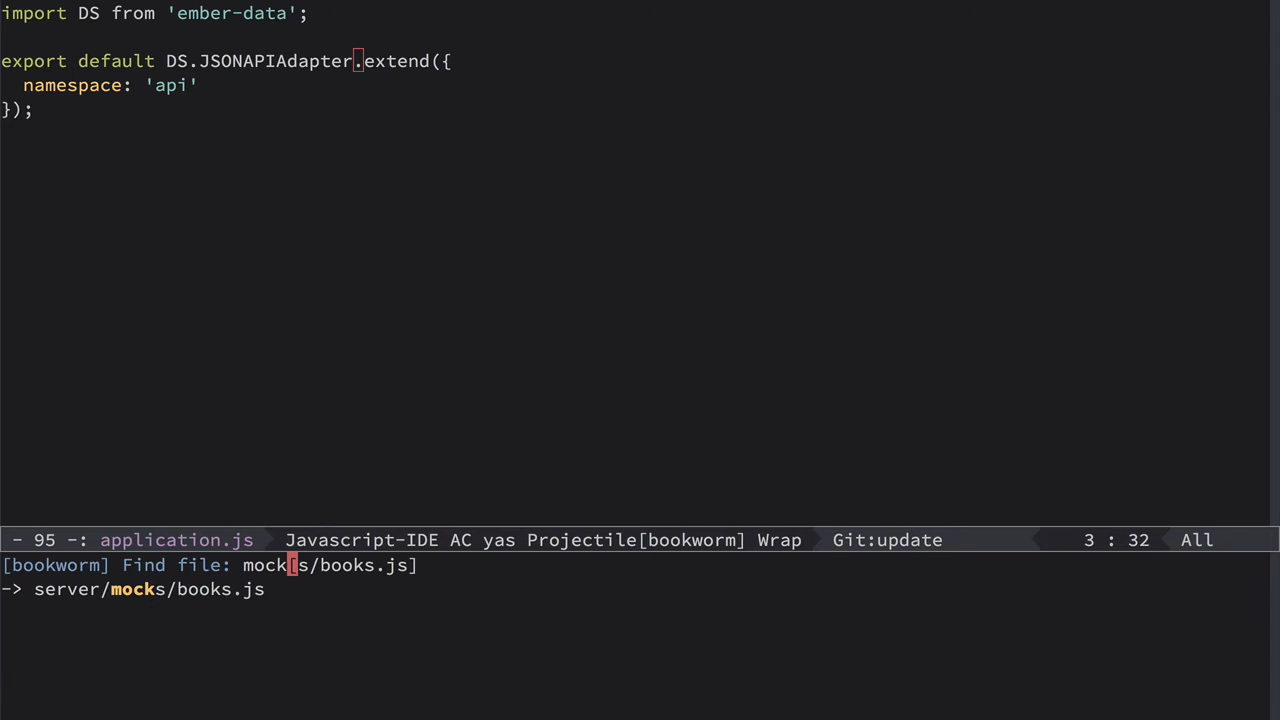 import DS from 'ember-data';
export default DS.JSONAPIAdapter.extend({
  namespace: 'api'
});
- 95 -: application.js Javascript-IDE AC yas Projectile[bookworm] Wrap Git:update 3 : 32 All
[bookworm] Find file: mock[s/books.js]
-> server/mocks/books.js